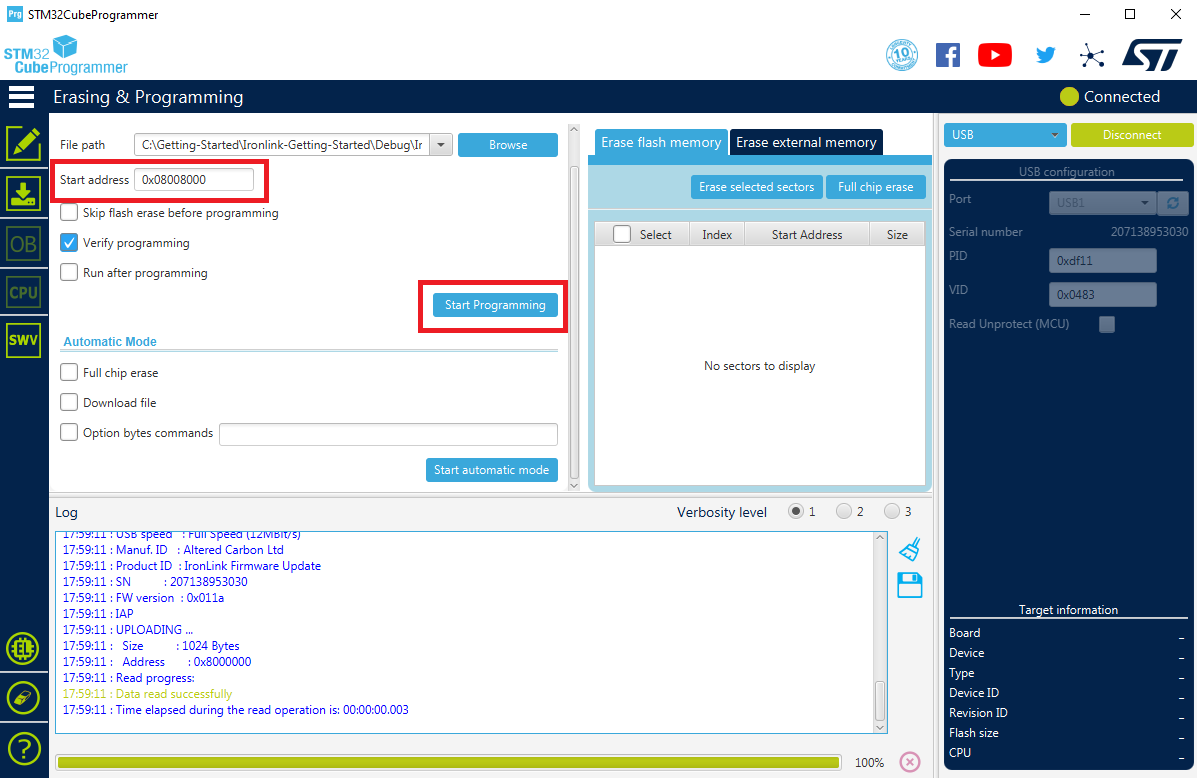 Prg STM32CubeProgrammer
STM32
CubeProgrammer
10
YEARS
ST
Erasing & Programming
Connected
File path
C:\Getting-Started\Ironlink-Getting-Started\Debug\Ir
Browse
Start address 0x08008000
Skip flash erase before programming
Verify programming
Run after programming
Start Programming
Automatic Mode
Full chip erase
Download file
Option bytes commands
Start automatic mode
OB
CPU
SWV
Erase flash memory
Erase external memory
Erase selected sectors
Full chip erase
Select Index Start Address Size
No sectors to display
USB
Disconnect
USB configuration
Port USB1
Serial number 207138953030
PID 0xdf11
VID 0x0483
Read Unprotect (MCU)
Log
Verbosity level 1 2 3
17:59:11 : USB speed : Full Speed (12MBit/s)
17:59:11 : Manuf. ID : Altered Carbon Ltd
17:59:11 : Product ID : IronLink Firmware Update
17:59:11 : SN : 207138953030
17:59:11 : FW version : 0x011a
17:59:11 : IAP
17:59:11 : UPLOADING ...
17:59:11 : Size : 1024 Bytes
17:59:11 : Address : 0x8000000
17:59:11 : Read progress:
17:59:11 : Data read successfully
17:59:11 : Time elapsed during the read operation is: 00:00:00.003
100%
EL
?
Target information
Board -
Device -
Type -
Device ID -
Revision ID -
Flash size -
CPU -